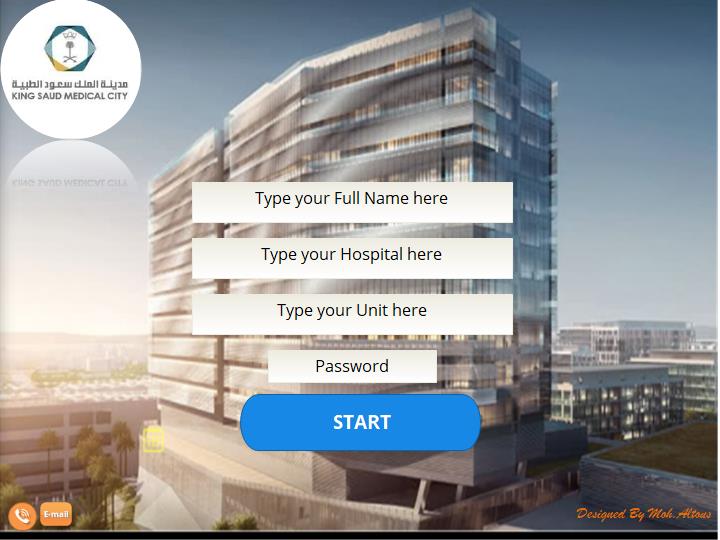 مدينة الملك سعود الطبية
KING SAUD MEDICAL CITY
Type your Full Name here
Type your Hospital here
Type your Unit here
Password
START
E-mail
Designed By Moh.Altous